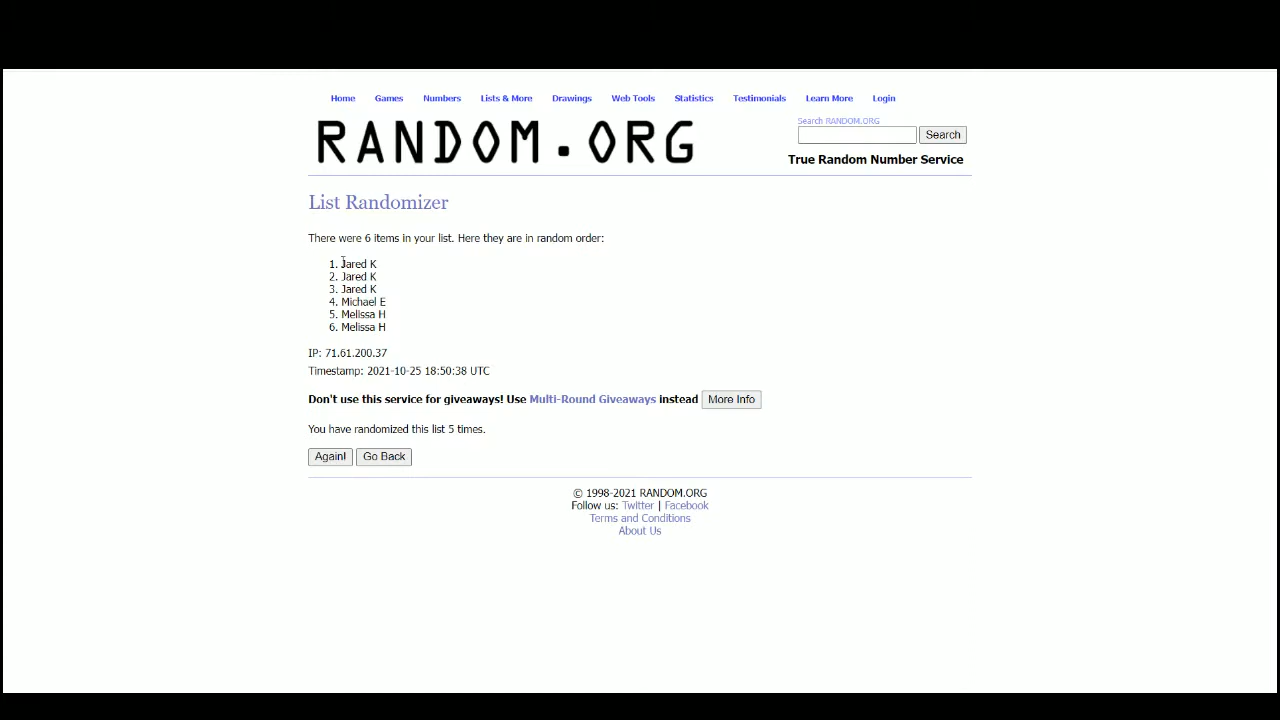 Home Games Numbers Lists & More Drawings Web Tools Statistics Testimonials Learn More Login
RANDOM.ORG
Search RANDOM.ORG
Search
True Random Number Service
List Randomizer
There were 6 items in your list. Here they are in random order:
1. Jared K
2. Jared K
3. Jared K
4. Michael E
5. Melissa H
6. Melissa H
IP: 71.61.200.37
Timestamp: 2021-10-25 18:50:38 UTC
Don't use this service for giveaways! Use Multi-Round Giveaways instead More Info
You have randomized this list 5 times.
Again! Go Back
© 1998-2021 RANDOM.ORG
Follow us: Twitter | Facebook
Terms and Conditions
About Us